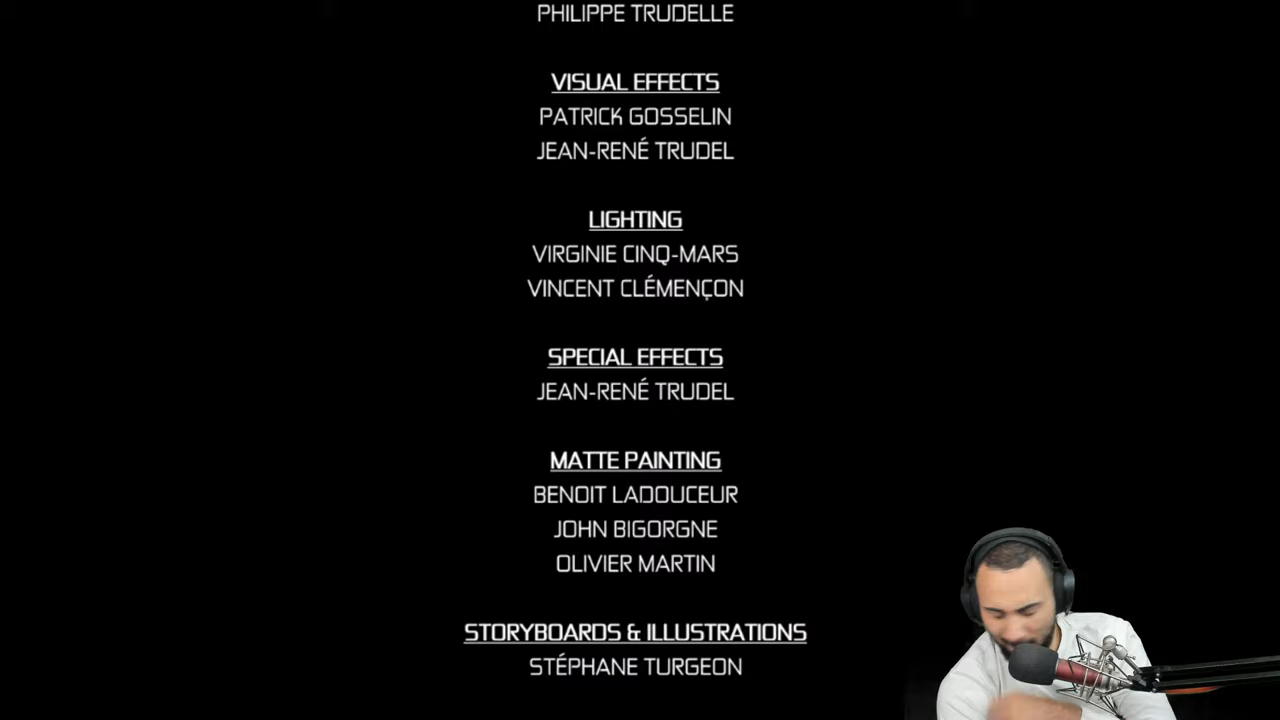 PHILIPPE TRUDELLE
VISUAL EFFECTS
PATRICK GOSSELIN
JEAN-RENÉ TRUDEL
LIGHTING
VIRGINIE CINQ-MARS
VINCENT CLÉMENÇON
SPECIAL EFFECTS
JEAN-RENÉ TRUDEL
MATTE PAINTING
BENOIT LADOUCEUR
JOHN BIGORGNE
OLIVIER MARTIN
STORYBOARDS & ILLUSTRATIONS
STÉPHANE TURGEON